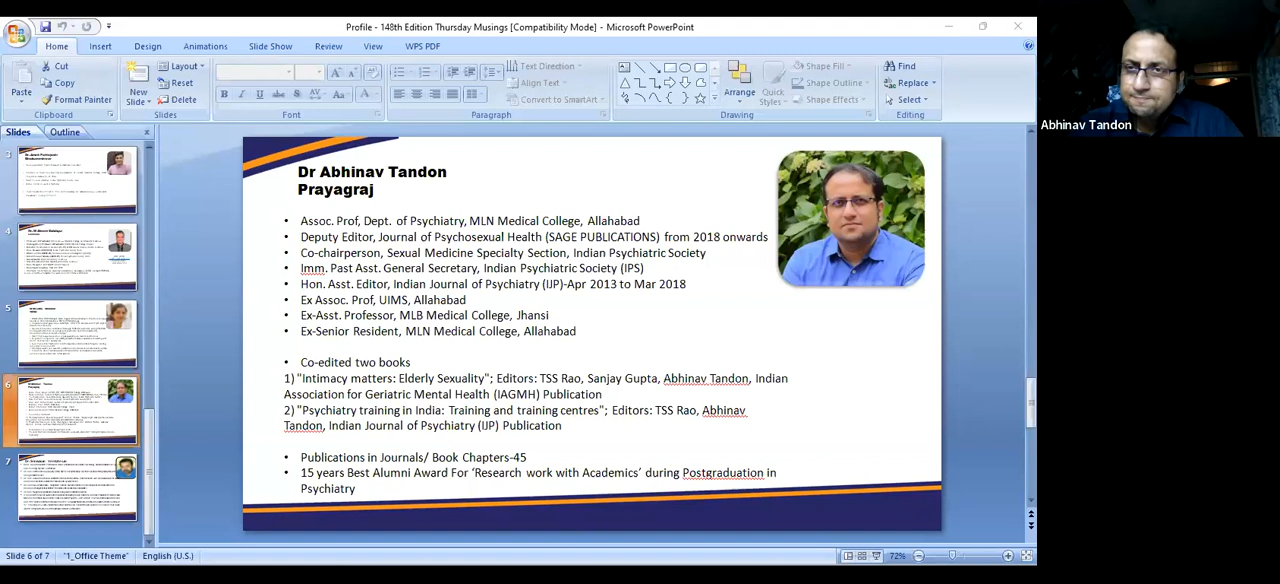 Profile - 148th Edition Thursday Musings [Compatibility Mode] - Microsoft PowerPoint
Home Insert Design Animations Slide Show Review View WPS PDF
Cut
Copy
Format Painter
Paste
Clipboard
New
Slide
Layout
Reset
Delete
Slides
Font
Text Direction
Align Text
Convert to SmartArt
Paragraph
Arrange
Quick
Styles
Shape Fill
Shape Outline
Shape Effects
Drawing
Find
Replace
Select
Editing
Abhinav Tandon
Slides Outline
3
4
5
6
7
Dr Abhinav Tandon
Prayagraj
• Assoc. Prof, Dept. of Psychiatry, MLN Medical College, Allahabad
• Deputy Editor, Journal of Psychosexual Health (SAGE PUBLICATIONS) from 2018 onwards
• Co-chairperson, Sexual Medicine Specialty Section, Indian Psychiatric Society
• Imm. Past Asst. General Secretary, Indian Psychiatric Society (IPS)
• Hon. Asst. Editor, Indian Journal of Psychiatry (IJP)-Apr 2013 to Mar 2018
• Ex Assoc. Prof, UIMS, Allahabad
• Ex-Asst. Professor, MLB Medical College, Jhansi
• Ex-Senior Resident, MLN Medical College, Allahabad
• Co-edited two books
1) "Intimacy matters: Elderly Sexuality"; Editors: TSS Rao, Sanjay Gupta, Abhinav Tandon, Indian
Association for Geriatric Mental Health (IAGMH) Publication
2) "Psychiatry training in India: Training and training centres"; Editors: TSS Rao, Abhinav
Tandon, Indian Journal of Psychiatry (IJP) Publication
• Publications in Journals/ Book Chapters-45
• 15 years Best Alumni Award for Research work with Academics' during Postgraduation in
Psychiatry
Slide 6 of 7 "1_Office Theme" English (U.S.) 72%